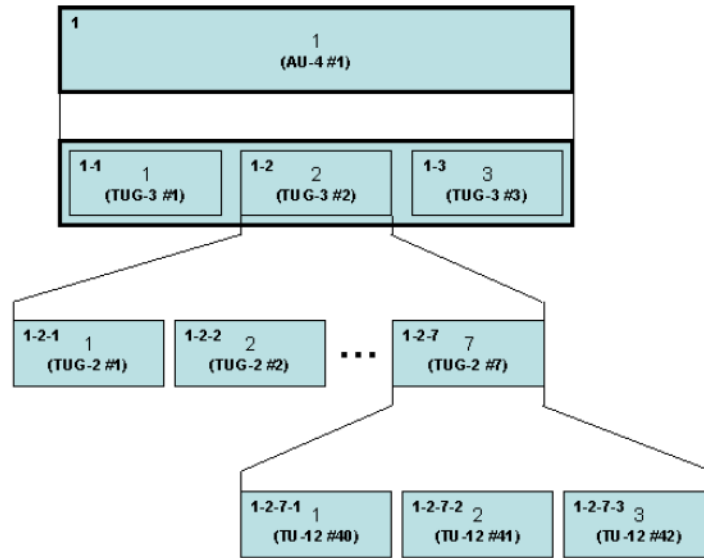 1
1
(AU-4 #1)
1-1
1
(TUG-3 #1)
1-2
2
(TUG-3 #2)
1-3
3
(TUG-3 #3)
1-2-1
1
(TUG-2 #1)
1-2-2
2
(TUG-2 #2)
...
1-2-7
7
(TUG-2 #7)
1-2-7-1
1
(TU-12 #40)
1-2-7-2
2
(TU-12 #41)
1-2-7-3
3
(TU-12 #42)